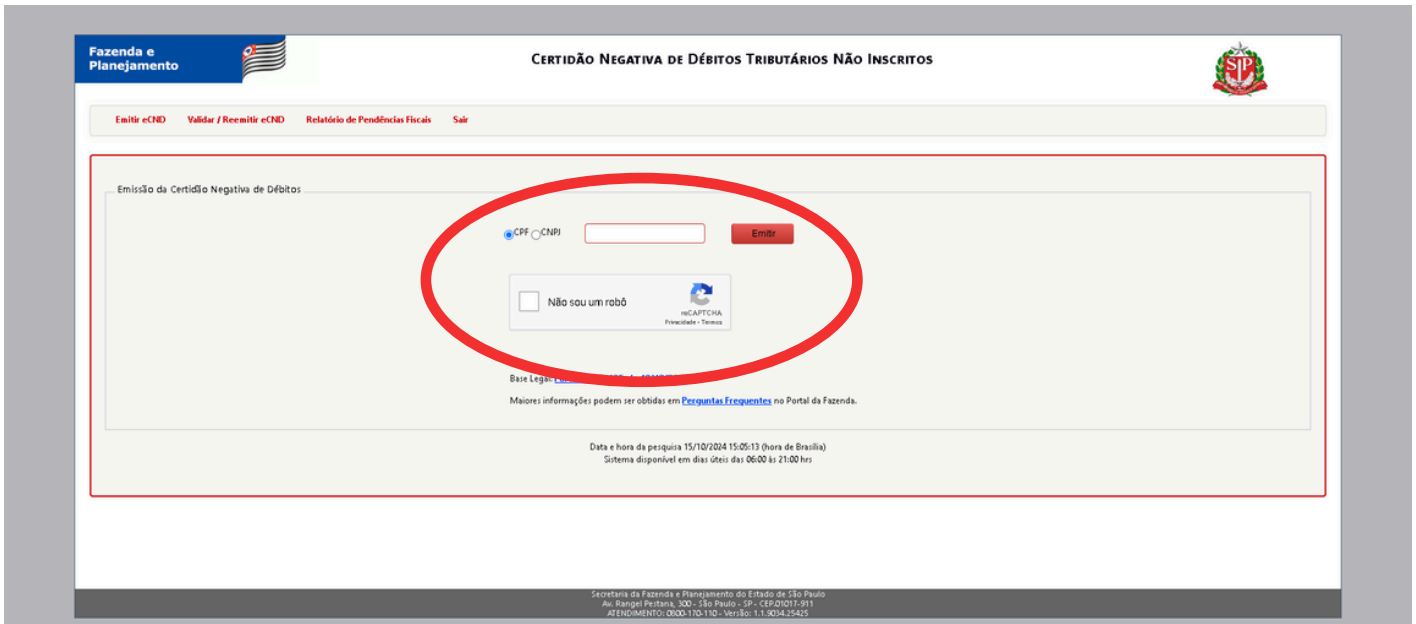 Fazenda e
Planejamento
CERTIDÃO NEGATIVA DE DÉBITOS TRIBUTÁRIOS NÃO INSCRITOS
SJP
Emitir eCND Validar / Reemitir eCND Relatório de Pendências Fiscais Sair
Emissão da Certidão Negativa de Débitos
CPF CNPJ Emitir
Não sou um robô
reCAPTCHA
Privacidade - Termos
Base Legal:
Maiores informações podem ser obtidas em Perguntas Frequentes no Portal da Fazenda.
Data e hora da pesquisa 15/10/2024 15:05:13 (hora de Brasília)
Sistema disponível em dias úteis das 06:00 às 21:00 hrs
Secretaria da Fazenda e Planejamento do Estado de São Paulo
Av. Rangel Pestana, 300 - São Paulo - SP - CEP.01017-911
ATENDIMENTO: 0800-170-110 - Versão: 1.1.9034.25425